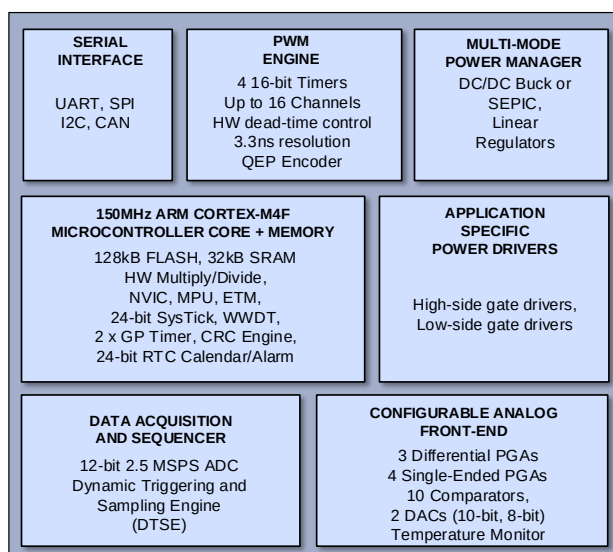 SERIAL
INTERFACE
UART, SPI
I2C, CAN
PWM
ENGINE
4 16-bit Timers
Up to 16 Channels
HW dead-time control
3.3ns resolution
QEP Encoder
MULTI-MODE
POWER MANAGER
DC/DC Buck or
SEPIC,
Linear
Regulators
150MHz ARM CORTEX-M4F
MICROCONTROLLER CORE + MEMORY
128kB FLASH, 32kB SRAM
HW Multiply/Divide,
NVIC, MPU, ETM,
24-bit SysTick, WWDT,
2 x GP Timer, CRC Engine,
24-bit RTC Calendar/Alarm
APPLICATION
SPECIFIC
POWER DRIVERS
High-side gate drivers,
Low-side gate drivers
DATA ACQUISITION
AND SEQUENCER
12-bit 2.5 MSPS ADC
Dynamic Triggering and
Sampling Engine
(DTSE)
CONFIGURABLE ANALOG
FRONT-END
3 Differential PGAs
4 Single-Ended PGAs
10 Comparators,
2 DACs (10-bit, 8-bit)
Temperature Monitor